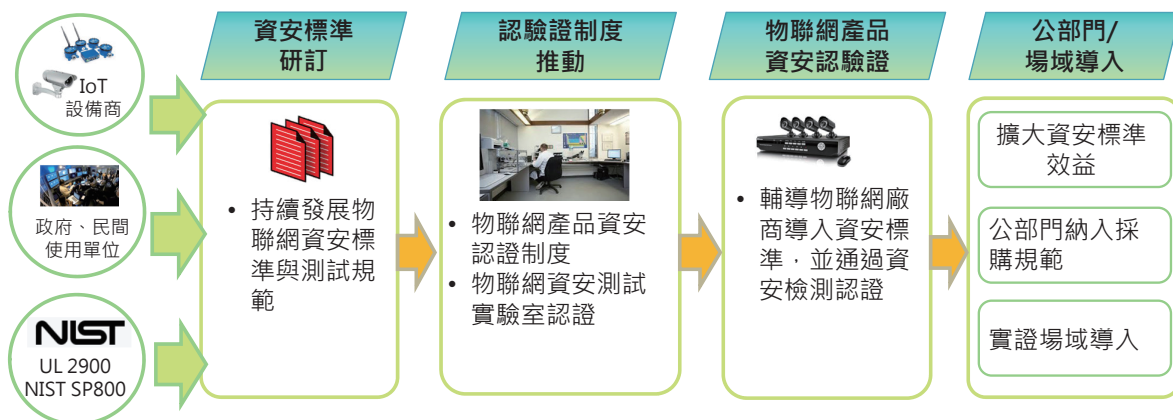 IoT
設備商
政府、民間
使用單位
NIST
UL 2900
NIST SP800
資安標準
研訂
• 持續發展物
聯網資安標
準與測試規
範
認驗證制度
推動
• 物聯網產品資安
認證制度
• 物聯網資安測試
實驗室認證
物聯網產品
資安認驗證
• 輔導物聯網廠
商導入資安標
準，並通過資
安檢測認證
公部門/
場域導入
擴大資安標準
效益
公部門納入採
購規範
實證場域導入